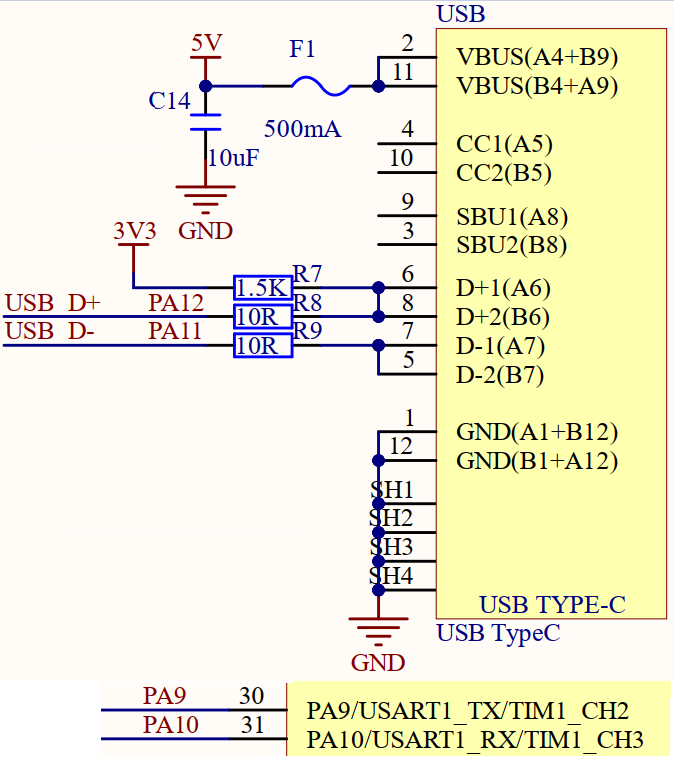 USB
5V
F1
2 VBUS(A4+B9)
11 VBUS(B4+A9)
C14
500mA
10uF
4 CC1(A5)
10 CC2(B5)
9 SBU1(A8)
GND
3V3
3 SBU2(B8)
R7
1.5K 6 D+1(A6)
USB D+ PA12 R8
10R 8 D+2(B6)
USB D- PA11 R9
10R 7 D-1(A7)
5 D-2(B7)
1 GND(A1+B12)
12 GND(B1+A12)
SH1
SH2
SH3
SH4
USB TYPE-C
USB TypeC
GND
PA9 30 PA9/USART1_TX/TIM1_CH2
PA10 31 PA10/USART1_RX/TIM1_CH3